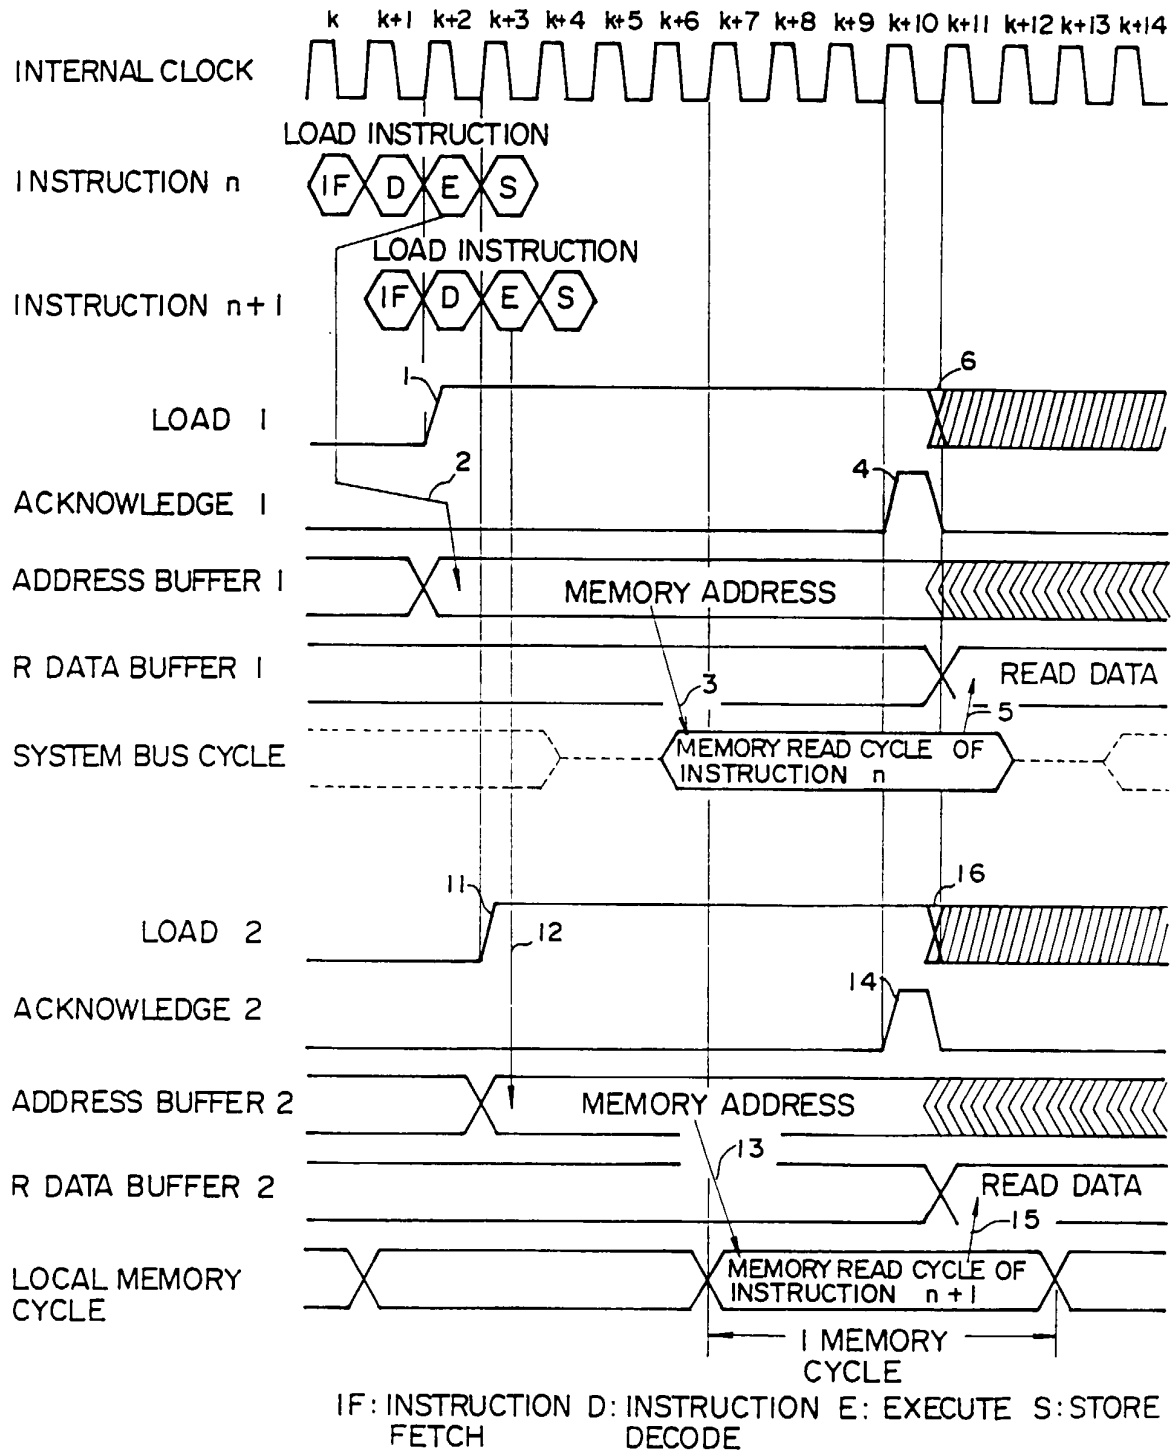 k k+1 k+2 k+3 k+4 k+5 k+6 k+7 k+8 k+9 k+10 k+11 k+12 k+13 k+14
INTERNAL CLOCK
LOAD INSTRUCTION
INSTRUCTION n IF D E S
LOAD INSTRUCTION
INSTRUCTION n+1 IF D E S
1 6
LOAD 1
2 4
ACKNOWLEDGE 1
ADDRESS BUFFER 1 MEMORY ADDRESS
R DATA BUFFER 1 READ DATA
3 5
SYSTEM BUS CYCLE MEMORY READ CYCLE OF
INSTRUCTION n
11 16
LOAD 2 12
14
ACKNOWLEDGE 2
ADDRESS BUFFER 2 MEMORY ADDRESS
13
R DATA BUFFER 2 READ DATA
15
LOCAL MEMORY
CYCLE
MEMORY READ CYCLE OF
INSTRUCTION n+1
1 MEMORY
CYCLE
IF: INSTRUCTION D: INSTRUCTION E: EXECUTE S: STORE
FETCH DECODE